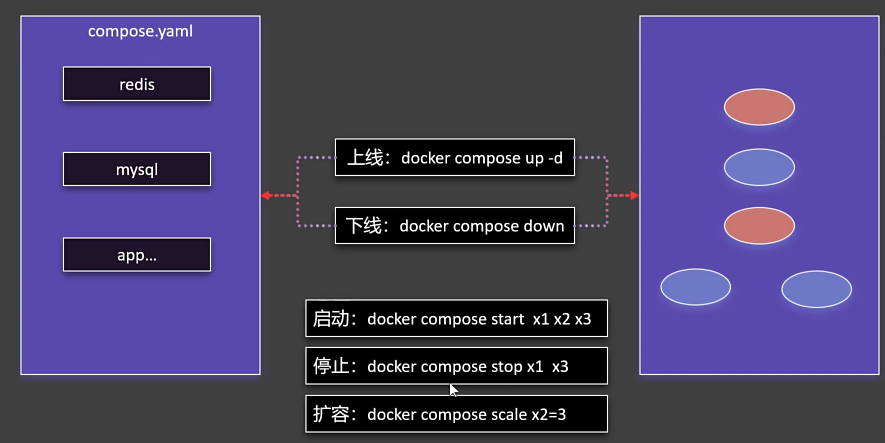 compose.yaml
redis
mysql
app...
上线：docker compose up -d
下线：docker compose down
启动：docker compose start  x1 x2 x3
停止：docker compose stop x1  x3
扩容：docker compose scale x2=3